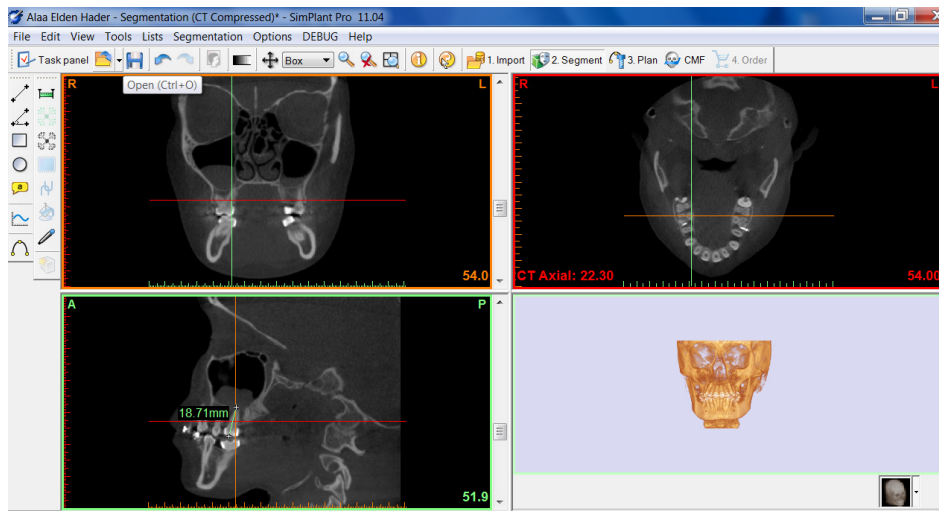 Alaa Elden Hader - Segmentation (CT Compressed)* - SimPlant Pro 11.04
File Edit View Tools Lists Segmentation Options DEBUG Help
Task panel Box 1. Import 2. Segment 3. Plan CMF 4. Order
Open (Ctrl+O)
R L
54.0
R L
CT Axial: 22.30 54.00
A P
18.71mm
51.9
a